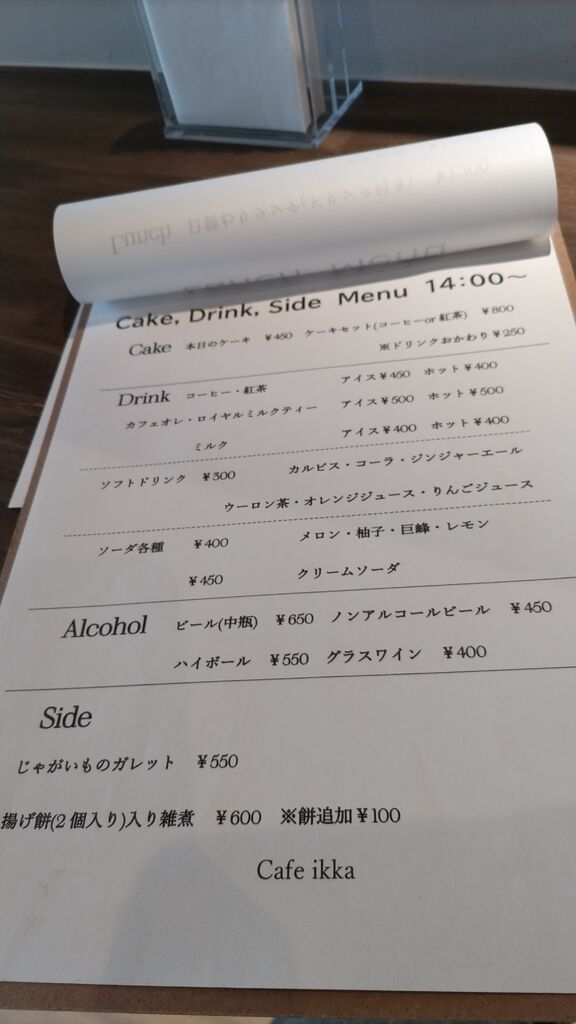 Cake, Drink, Side Menu 14:00～
Cake 本日のケーキ ¥450 ケーキセット(コーヒーor紅茶) ¥800
※ドリンクおかわり¥250
Drink コーヒー・紅茶 アイス¥450 ホット¥400
カフェオレ・ロイヤルミルクティー アイス¥500 ホット¥500
ミルク アイス¥400 ホット¥400
ソフトドリンク ¥300 カルピス・コーラ・ジンジャーエール
ウーロン茶・オレンジジュース・りんごジュース
ソーダ各種 ¥400 メロン・柚子・巨峰・レモン
¥450 クリームソーダ
Alcohol ビール(中瓶) ¥650 ノンアルコールビール ¥450
ハイボール ¥550 グラスワイン ¥400
Side
じゃがいものガレット ¥550
揚げ餅(2個入り)入り雑煮 ¥600 ※餅追加¥100
Cafe ikka